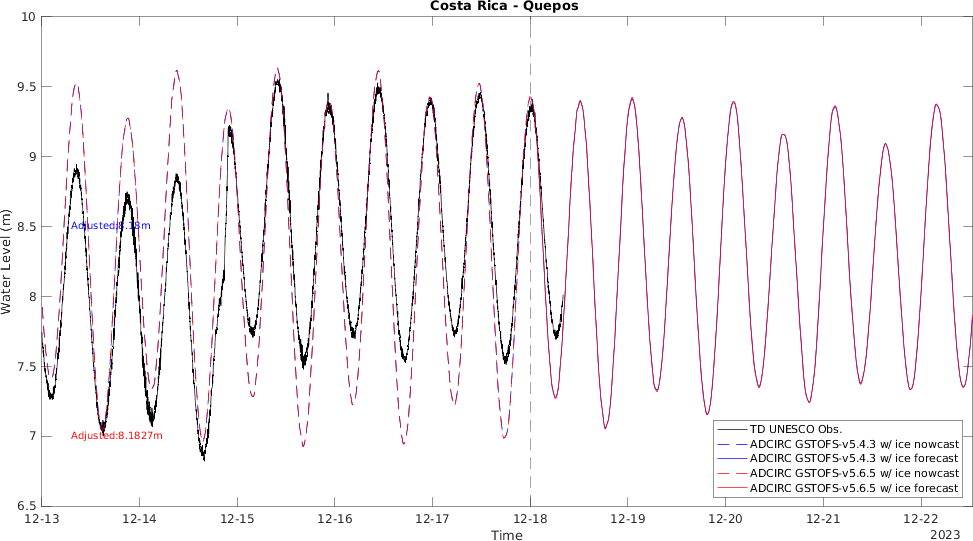 Costa Rica - Quepos
Water Level (m)
10
9.5
9
8.5
8
7.5
7
6.5
Adjusted:8.18m
Adjusted:8.1827m
TD UNESCO Obs.
ADCIRC GSTOFS-v5.4.3 w/ ice nowcast
ADCIRC GSTOFS-v5.4.3 w/ ice forecast
ADCIRC GSTOFS-v5.6.5 w/ ice nowcast
ADCIRC GSTOFS-v5.6.5 w/ ice forecast
12-13 12-14 12-15 12-16 12-17 12-18 12-19 12-20 12-21 12-22
Time
2023